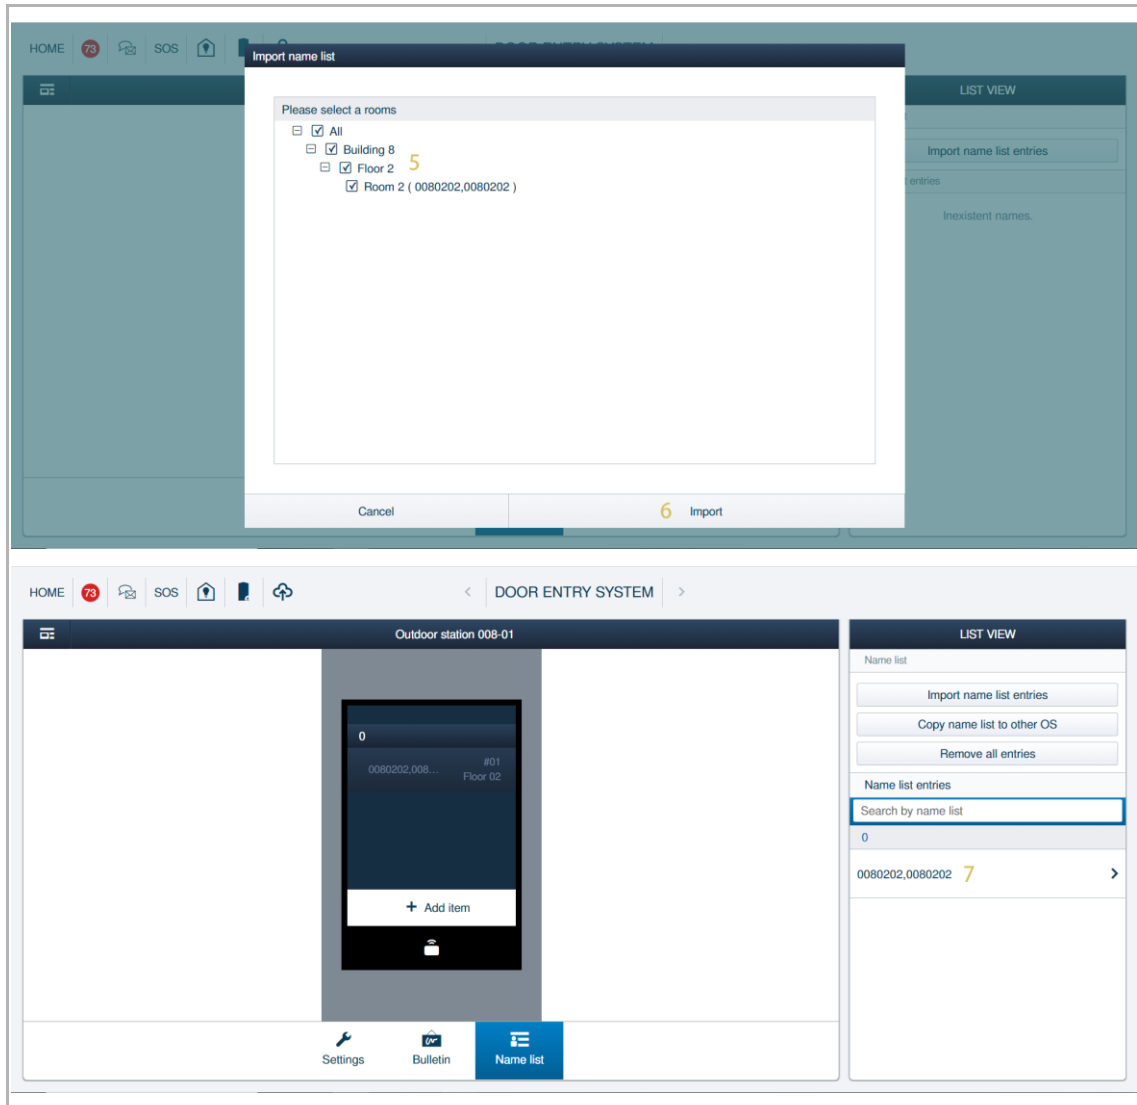 HOME 73 SOS
Import name list
LIST VIEW
Please select a rooms
All
Building 8
5
Floor 2
Room 2 ( 0080202,0080202 )
Import name list entries
entries
Inexistent names.
Cancel
6 Import
HOME 73 SOS
DOOR ENTRY SYSTEM
Outdoor station 008-01
0
0080202,008...
#01
Floor 02
+ Add item
Settings
Bulletin
Name list
LIST VIEW
Name list
Import name list entries
Copy name list to other OS
Remove all entries
Name list entries
Search by name list
0
0080202,0080202 7